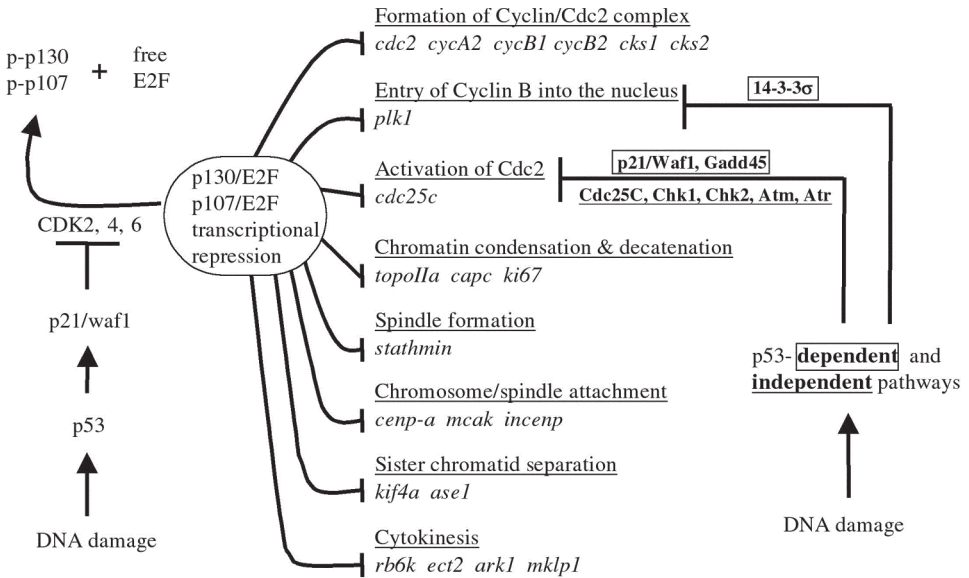 p-p130
p-p107
+
free
E2F
CDK2, 4, 6
p21/waf1
p53
DNA damage
p130/E2F
p107/E2F
transcriptional
repression
Formation of Cyclin/Cdc2 complex
cdc2 cycA2 cycB1 cycB2 cks1 cks2
Entry of Cyclin B into the nucleus
plk1
Activation of Cdc2
cdc25c
Chromatin condensation & decatenation
topoIIa capc ki67
Spindle formation
stathmin
Chromosome/spindle attachment
cenp-a mcak incenp
Sister chromatid separation
kif4a ase1
Cytokinesis
rb6k ect2 ark1 mklp1
14-3-3σ
p21/Waf1, Gadd45
Cdc25C, Chk1, Chk2, Atm, Atr
p53- dependent and
independent pathways
DNA damage